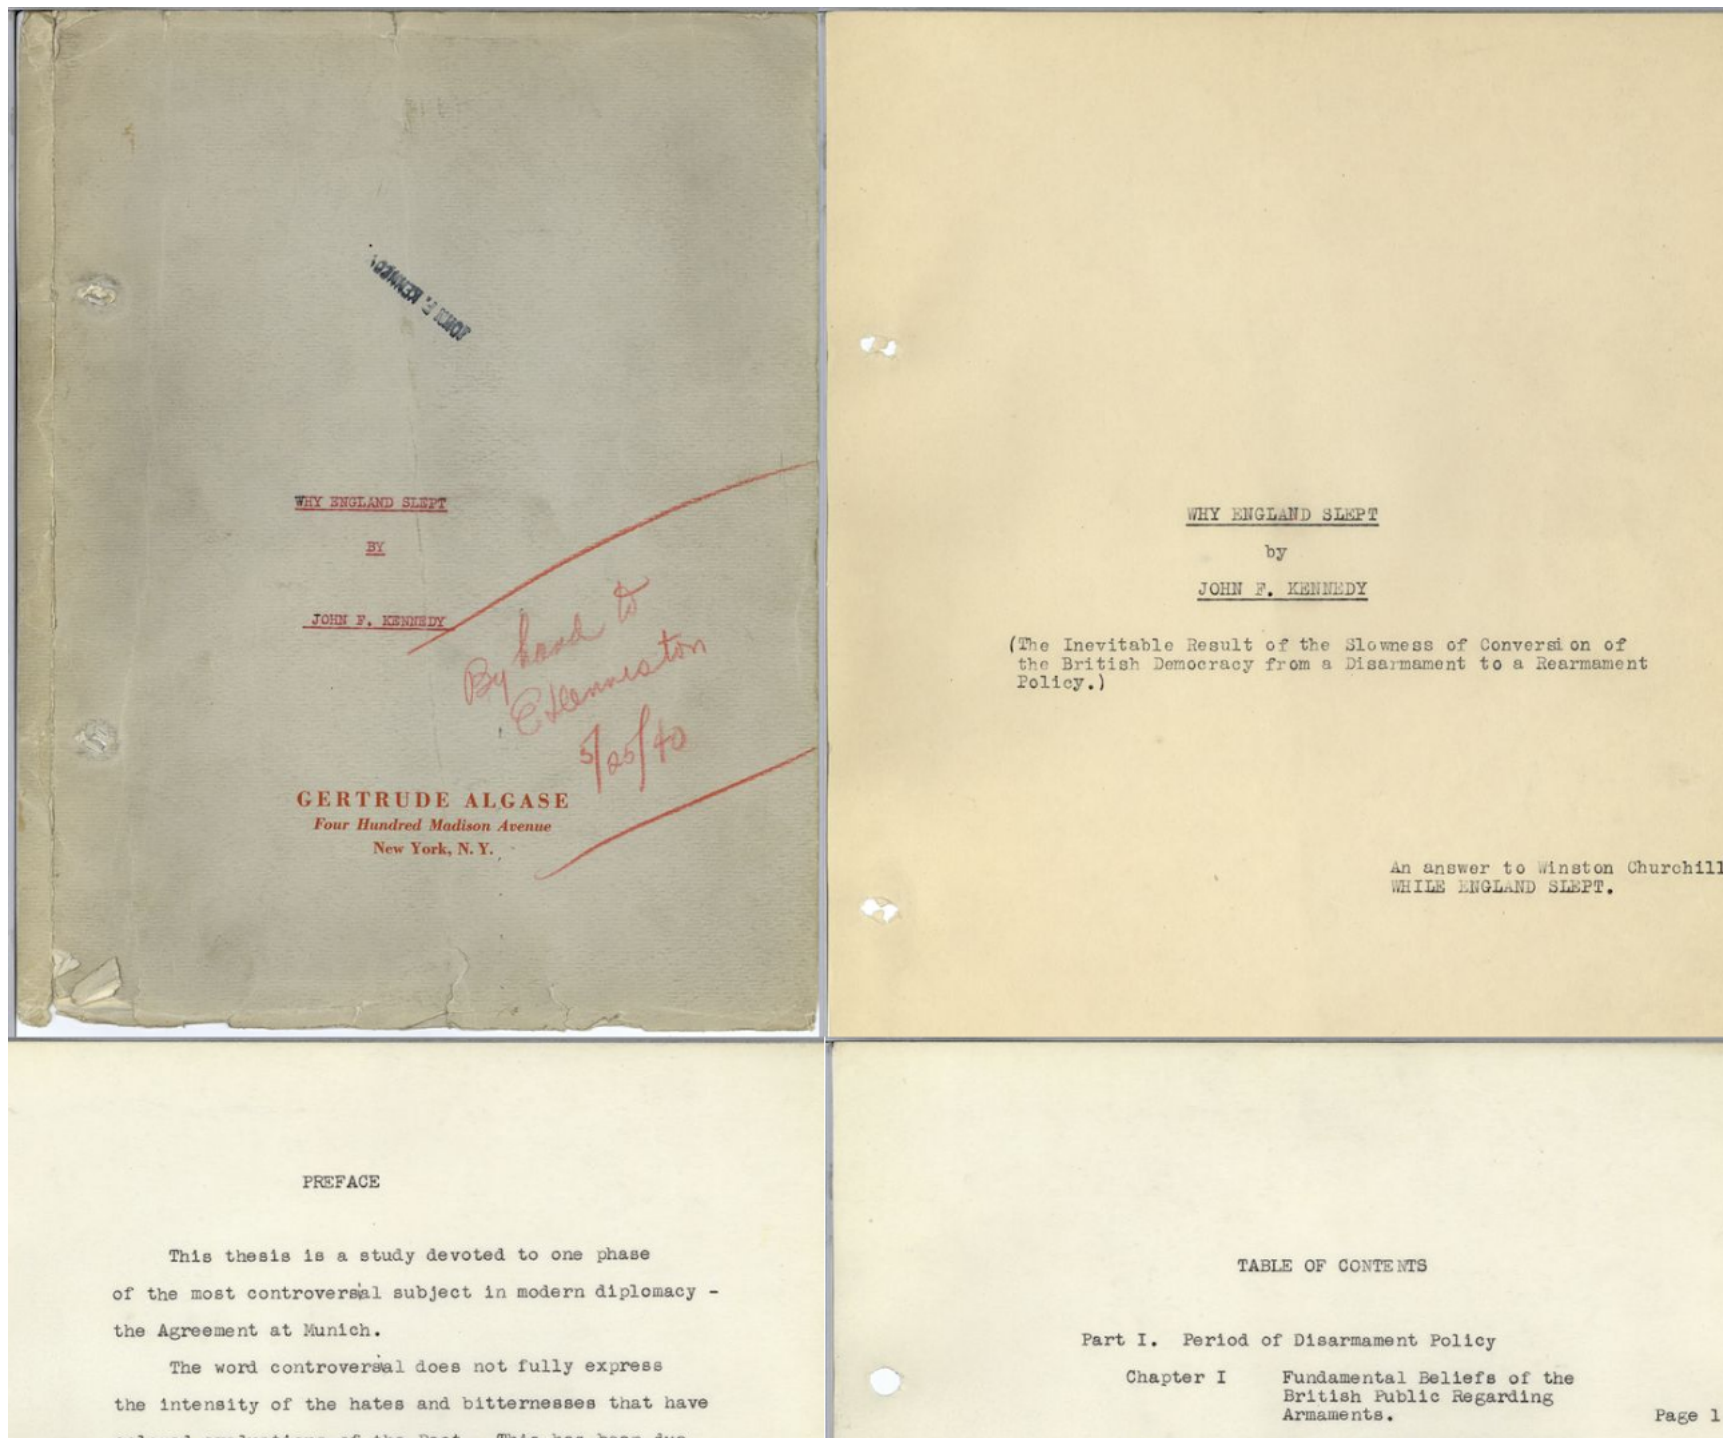 JOHN F. KENNEDY
WHY ENGLAND SLEPT
BY
JOHN F. KENNEDY
By hand to
5/25/40
GERTRUDE ALGASE
Four Hundred Madison Avenue
New York, N. Y.
WHY ENGLAND SLEPT
by
JOHN F. KENNEDY
(The Inevitable Result of the Slowness of Conversion of
the British Democracy from a Disarmament to a Rearmament
Policy.)
An answer to Winston Churchill
WHILE ENGLAND SLEPT.
PREFACE
This thesis is a study devoted to one phase
of the most controversial subject in modern diplomacy -
the Agreement at Munich.
The word controversial does not fully express
the intensity of the hates and bitternesses that have
TABLE OF CONTENTS
Part I. Period of Disarmament Policy
Chapter I Fundamental Beliefs of the
British Public Regarding
Armaments. Page 1